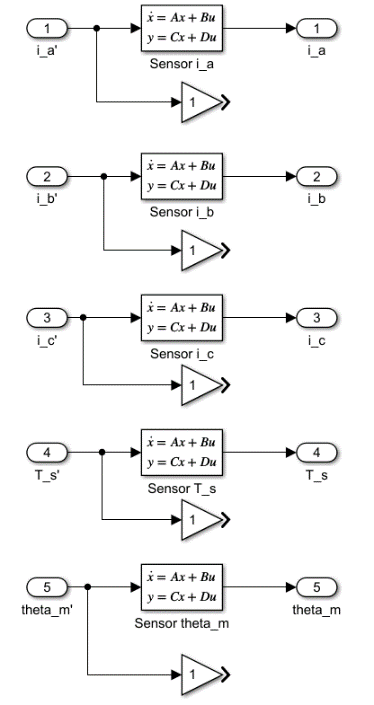 1
ẋ = Ax + Bu
y = Cx + Du
1
i_a'
Sensor i_a
i_a
1
2
ẋ = Ax + Bu
y = Cx + Du
2
i_b'
Sensor i_b
i_b
1
3
ẋ = Ax + Bu
y = Cx + Du
3
i_c'
Sensor i_c
i_c
1
4
ẋ = Ax + Bu
y = Cx + Du
4
T_s'
Sensor T_s
T_s
1
5
ẋ = Ax + Bu
y = Cx + Du
5
theta_m'
Sensor theta_m
theta_m
1